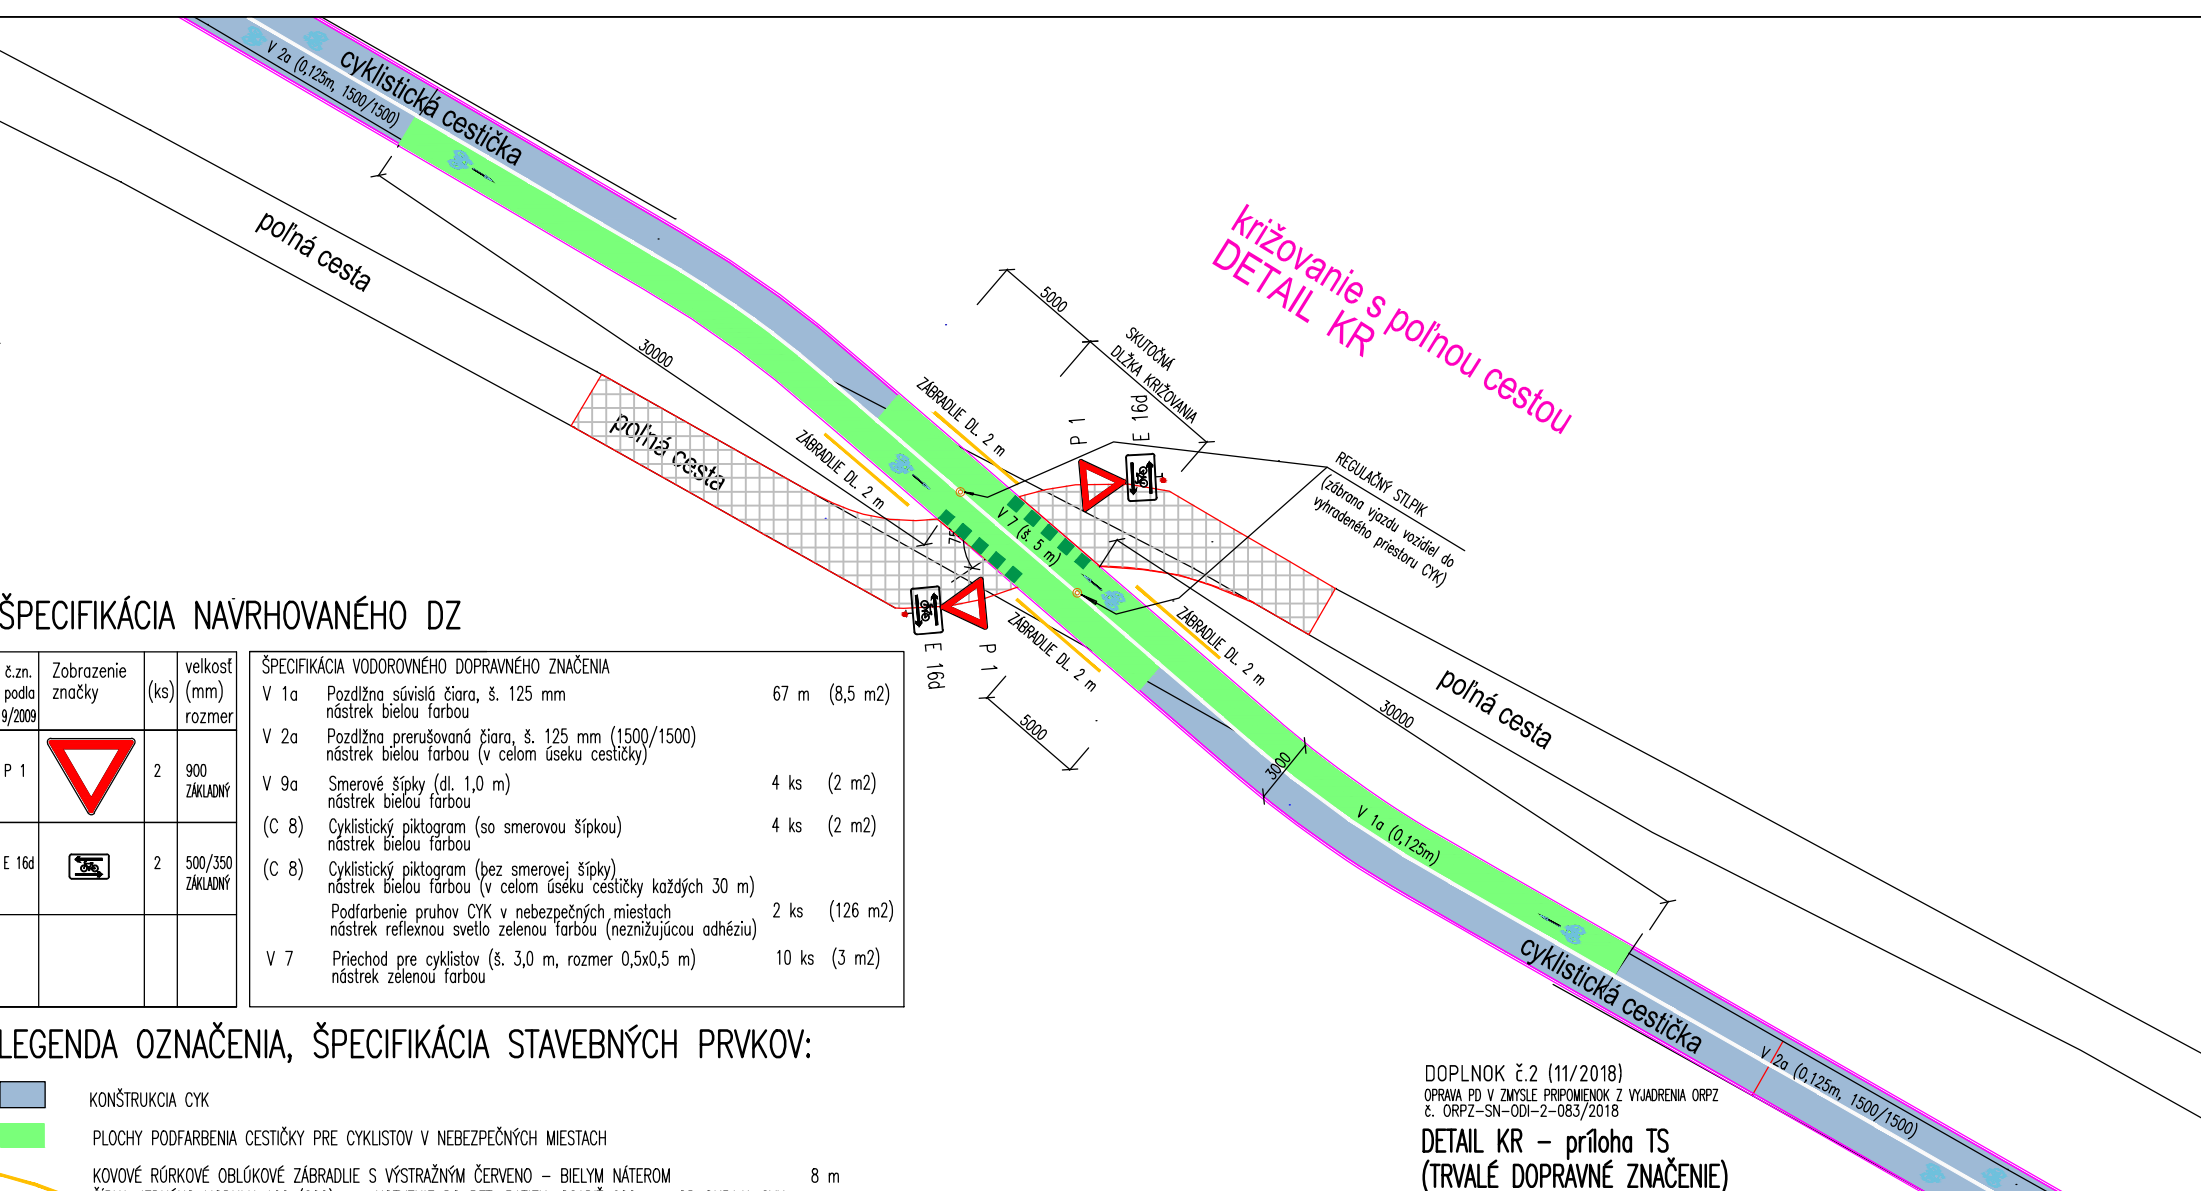 V 2a (0,125m, 1500/1500)
cyklistická cestička
poľná cesta
30000
poľná cesta
križovanie s poľnou cestou
DETAIL KR
5000
SKUTOČNÁ
DLŽKA KRIŽOVANIA
ZÁBRADLIE DL. 2 m
ZÁBRADLIE DL. 2 m
P 1
E 16d
REGULAČNÝ STLPIK
(zábrana vjazdu vozidiel do
vyhradeného priestoru CYK)
V 7 (š. 5 m)
ZÁBRADLIE DL. 2 m
ZÁBRADLIE DL. 2 m
E 16d
P 1
5000
3000
30000
poľná cesta
V 1a (0,125m)
cyklistická cestička
V 2a (0,125m, 1500/1500)
ŠPECIFIKÁCIA NAVRHOVANÉHO DZ
č.zn. podla 9/2009
Zobrazenie značky
(ks)
velkosť (mm) rozmer
P 1
2
900 ZÁKLADNÝ
E 16d
2
500/350 ZÁKLADNÝ
ŠPECIFIKÁCIA VODOROVNÉHO DOPRAVNÉHO ZNAČENIA
V 1a Pozdlžna súvislá čiara, š. 125 mm 67 m (8,5 m2)
nástrek bielou farbou
V 2a Pozdlžna prerušovaná čiara, š. 125 mm (1500/1500)
nástrek bielou farbou (v celom úseku cestičky)
V 9a Smerové šípky (dl. 1,0 m) 4 ks (2 m2)
nástrek bielou farbou
(C 8) Cyklistický piktogram (so smerovou šípkou) 4 ks (2 m2)
nástrek bielou farbou
(C 8) Cyklistický piktogram (bez smerovej šípky)
nástrek bielou farbou (v celom úseku cestičky každých 30 m)
Podfarbenie pruhov CYK v nebezpečných miestach 2 ks (126 m2)
nástrek reflexnou svetlo zelenou farbou (neznižujúcou adhéziu)
V 7 Priechod pre cyklistov (š. 3,0 m, rozmer 0,5x0,5 m) 10 ks (3 m2)
nástrek zelenou farbou
LEGENDA OZNAČENIA, ŠPECIFIKÁCIA STAVEBNÝCH PRVKOV:
KONŠTRUKCIA CYK
PLOCHY PODFARBENIA CESTIČKY PRE CYKLISTOV V NEBEZPEČNÝCH MIESTACH
KOVOVÉ RÚRKOVÉ OBLÚKOVÉ ZÁBRADLIE S VÝSTRAŽNÝM ČERVENO – BIELYM NÁTEROM 8 m
DOPLNOK č.2 (11/2018)
OPRAVA PD V ZMYSLE PRIPOMIENOK Z VYJADRENIA ORPZ
č. ORPZ-SN-ODI-2-083/2018
DETAIL KR – príloha TS
(TRVALÉ DOPRAVNÉ ZNAČENIE)